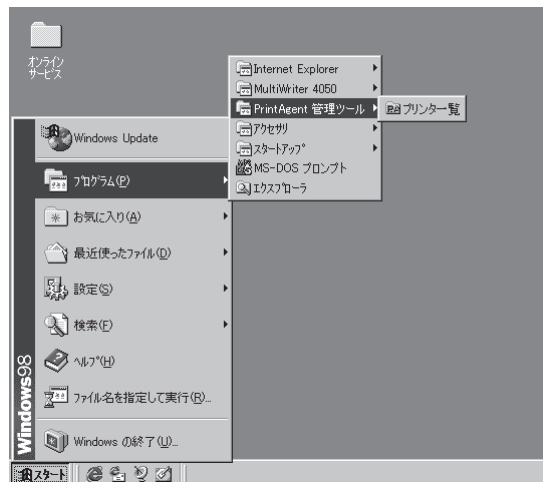 オンライン
サービス
Internet Explorer
MultiWriter 4050
PrintAgent 管理ツール
プリンター覧
アクセサリ
スタートアップ
MS-DOS プロンプト
エクスプローラ
Windows Update
プログラム(P)
お気に入り(A)
最近使ったファイル(D)
設定(S)
検索(F)
ヘルプ(H)
ファイル名を指定して実行(R)...
Windows の終了(U)...
Windows98
スタート